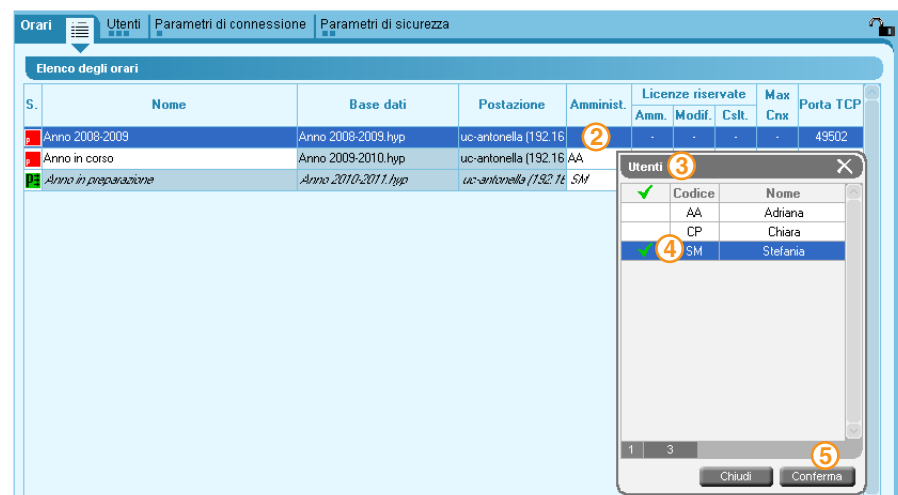 Orari Utenti Parametri di connessione Parametri di sicurezza
Elenco degli orari
S. Nome Base dati Postazione Amminist. Licenze riservate Max Cnx Porta TCP
Amm. Modif. Cslt.
Anno 2008-2009 Anno 2008-2009.hyp uc-antonella (192.16 2 - - - - 49502
Anno in corso Anno 2009-2010.hyp uc-antonella (192.16 AA
Anno in preparazione Anno 2010-2011.hyp uc-antonella (192.16 SM
Utenti 3
Codice Nome
AA Adriana
CP Chiara
4 SM Stefania
1 3
5
Chiudi Conferma